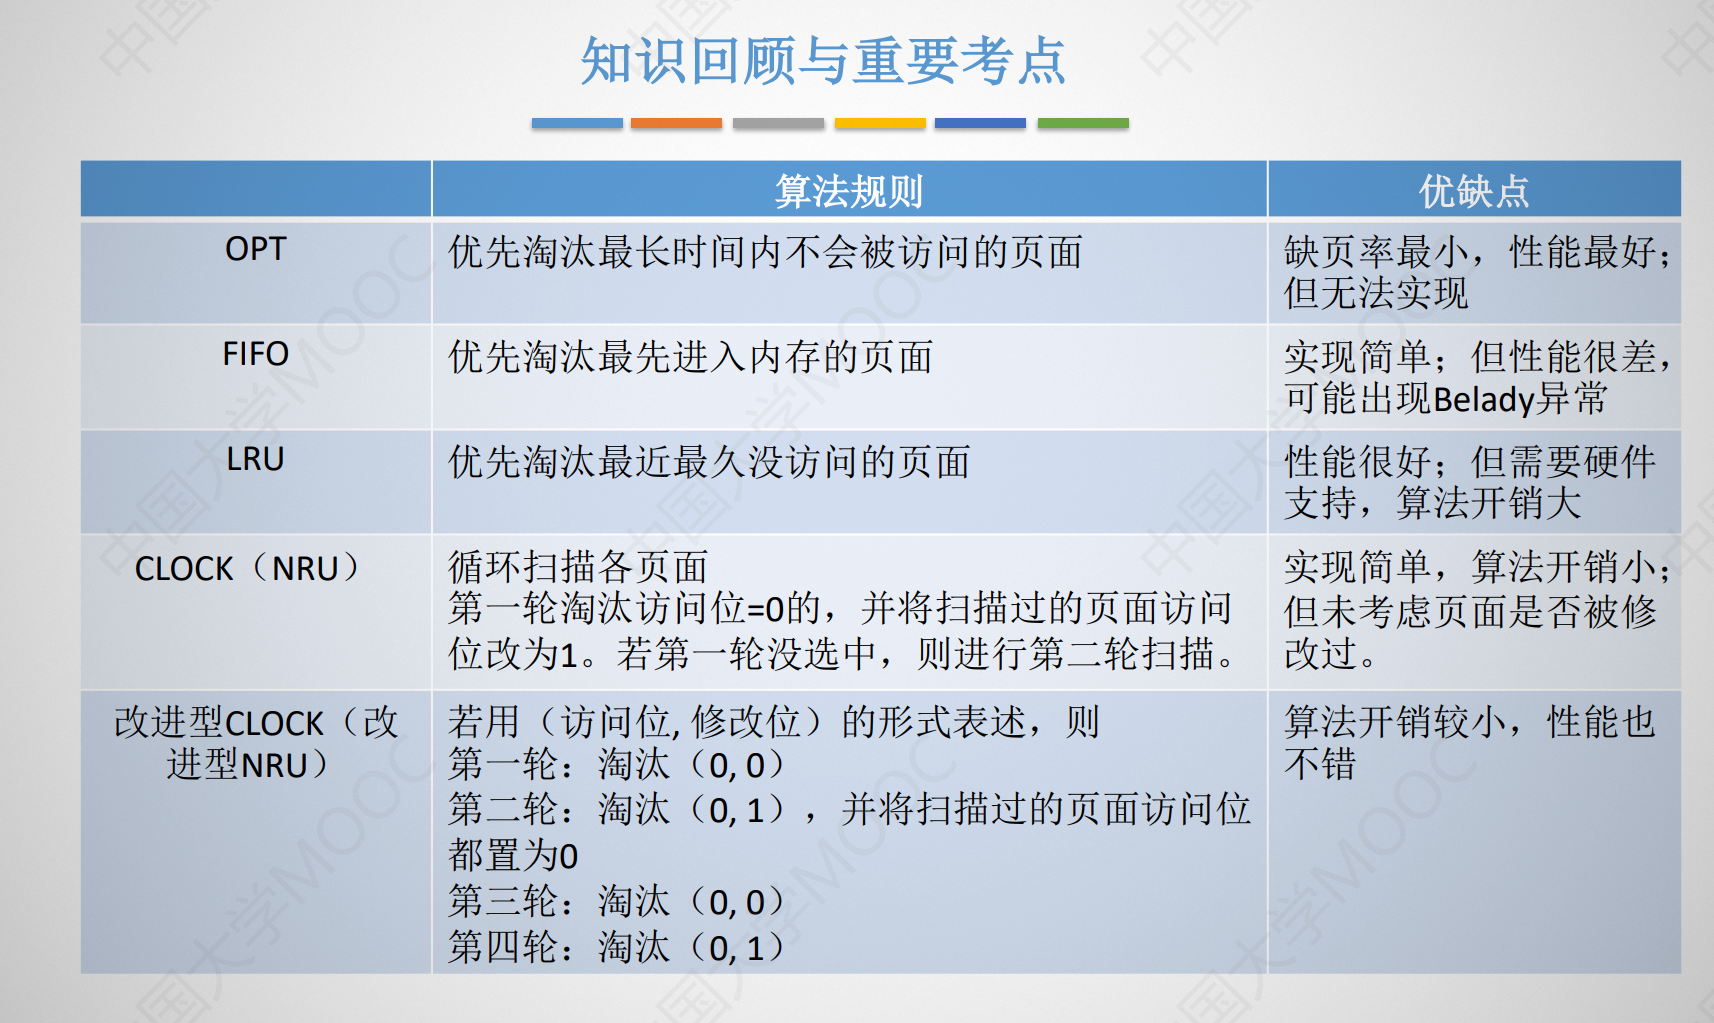 知识回顾与重要考点
算法规则
优缺点
OPT
优先淘汰最长时间内不会被访问的页面
缺页率最小，性能最好；
但无法实现
FIFO
优先淘汰最先进入内存的页面
实现简单；但性能很差，
可能出现Belady异常
LRU
优先淘汰最近最久没访问的页面
性能很好；但需要硬件
支持，算法开销大
CLOCK（NRU）
循环扫描各页面
第一轮淘汰访问位=0的，并将扫描过的页面访问
位改为1。若第一轮没选中，则进行第二轮扫描。
实现简单，算法开销小；
但未考虑页面是否被修
改过。
改进型CLOCK（改
进型NRU）
若用（访问位, 修改位）的形式表述，则
第一轮：淘汰（0, 0）
第二轮：淘汰（0, 1），并将扫描过的页面访问位
都置为0
第三轮：淘汰（0, 0）
第四轮：淘汰（0, 1）
算法开销较小，性能也
不错
中国大学MOOC